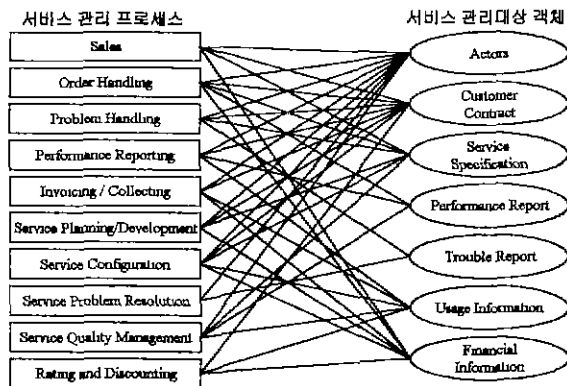 서비스 관리 프로세스
서비스 관리대상 객체
Sales
Order Handling
Problem Handling
Performance Reporting
Invoicing / Collecting
Service Planning/Development
Service Configuration
Service Problem Resolution
Service Quality Management
Rating and Discounting
Actors
Customer
Contract
Service
Specification
Performance Report
Trouble Report
Usage Information
Financial
Information